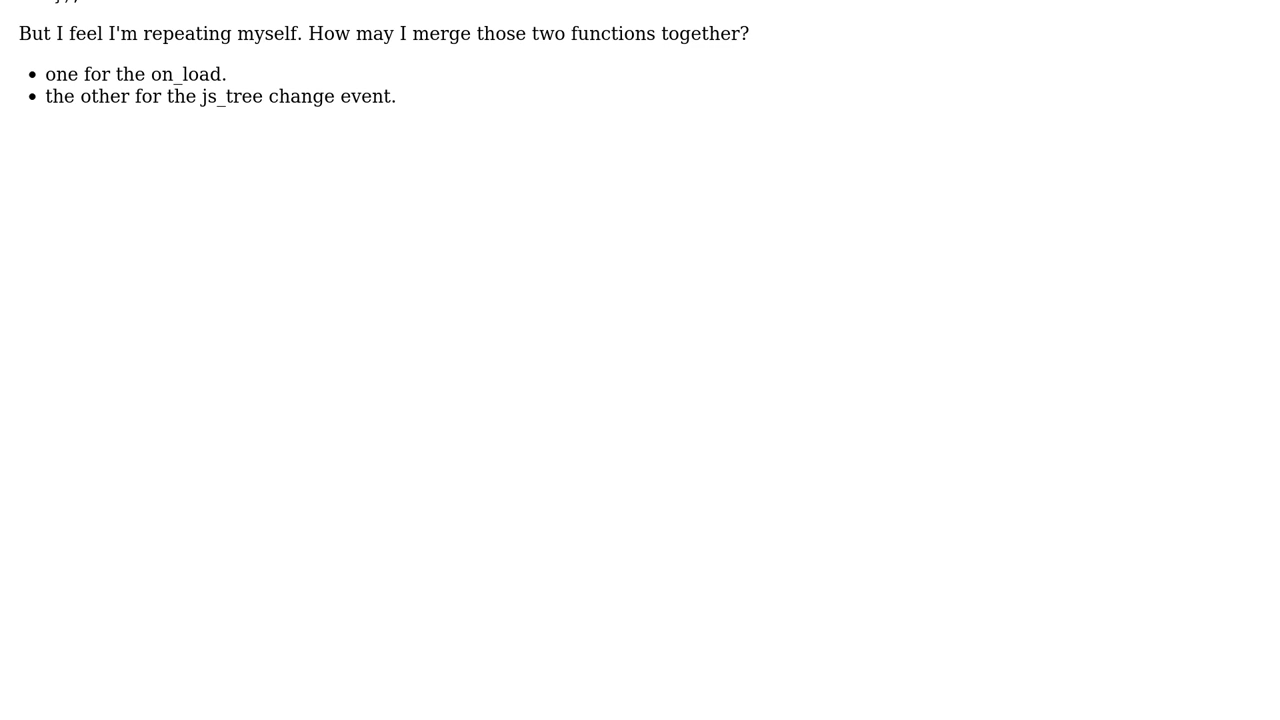 But I feel I'm repeating myself. How may I merge those two functions together?
• one for the on_load.
• the other for the js_tree change event.